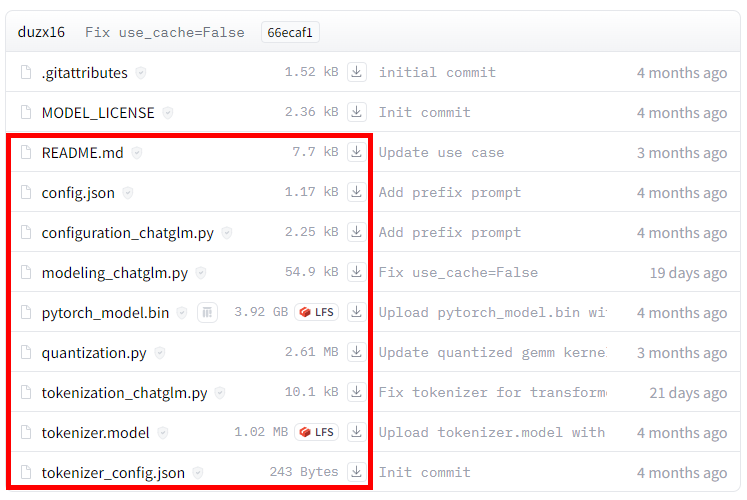 duzx16 Fix use_cache=False 66ecaf1
.gitattributes 1.52 kB initial commit 4 months ago
MODEL_LICENSE 2.36 kB Init commit 4 months ago
README.md 7.7 kB Update use case 3 months ago
config.json 1.17 kB Add prefix prompt 4 months ago
configuration_chatglm.py 2.25 kB Add prefix prompt 4 months ago
modeling_chatglm.py 54.9 kB Fix use_cache=False 19 days ago
pytorch_model.bin 3.92 GB LFS Upload pytorch_model.bin wi 4 months ago
quantization.py 2.61 MB Update quantized gemm kerne 3 months ago
tokenization_chatglm.py 10.1 kB Fix tokenizer for transform 21 days ago
tokenizer.model 1.02 MB LFS Upload tokenizer.model with 4 months ago
tokenizer_config.json 243 Bytes Init commit 4 months ago